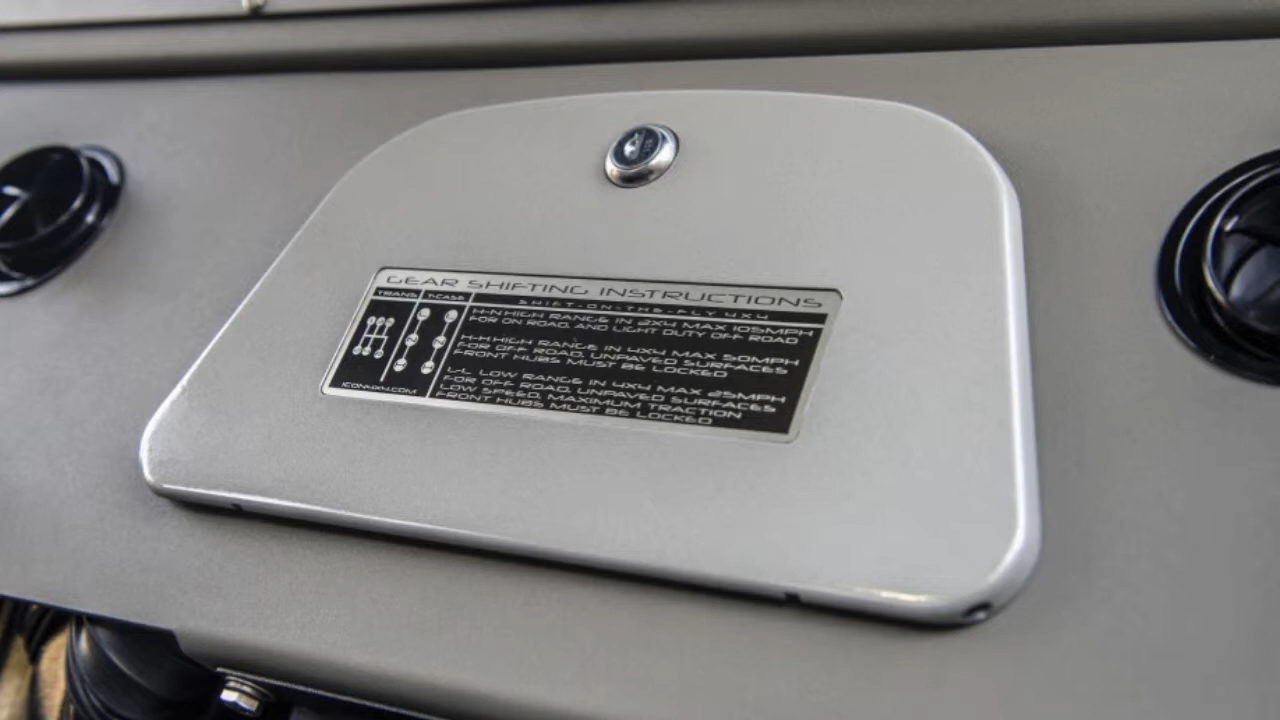 GEAR SHIFTING INSTRUCTIONS
TRANS T-CASE SHIFT-ON-THE-FLY 4X4
H-N HIGH RANGE IN 2X4 MAX 105MPH
FOR ON ROAD, AND LIGHT DUTY OFF ROAD
H-H HIGH RANGE IN 4X4 MAX 50MPH
FOR OFF ROAD, UNPAVED SURFACES
FRONT HUBS MUST BE LOCKED
L-L LOW RANGE IN 4X4 MAX 25MPH
FOR OFF ROAD, UNPAVED SURFACES
LOW SPEED, MAXIMUM TRACTION
FRONT HUBS MUST BE LOCKED
ICON4X4.COM